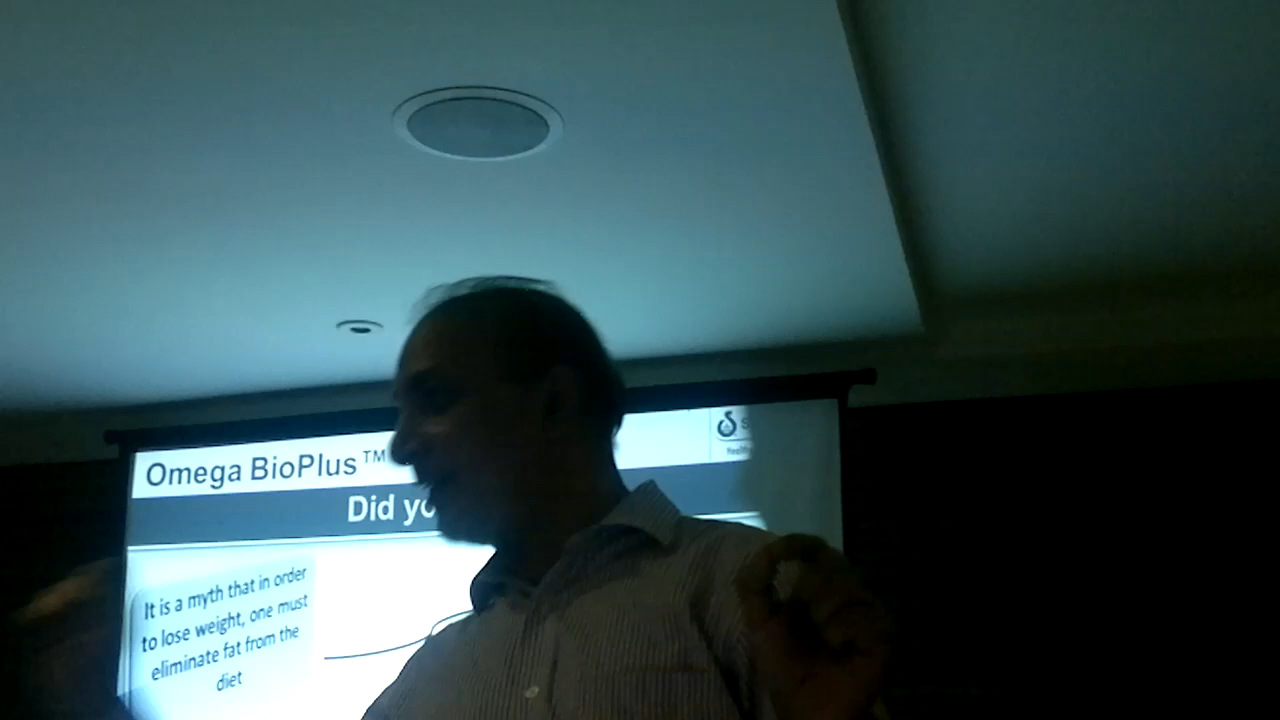 Omega BioPlus™
Did yo
It is a myth that in order
to lose weight, one must
eliminate fat from the
diet